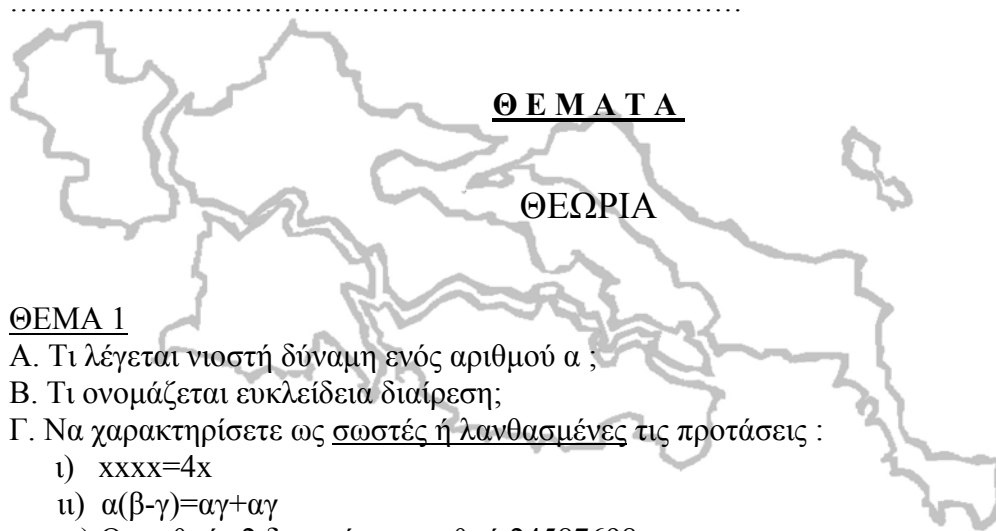 …………………………………………………………………
Θ Ε Μ Α Τ Α
ΘΕΩΡΙΑ
ΘΕΜΑ 1
Α. Τι λέγεται νιοστή δύναμη ενός αριθμού α ;
Β. Τι ονομάζεται ευκλείδεια διαίρεση;
Γ. Να χαρακτηρίσετε ως σωστές ή λανθασμένες τις προτάσεις :
ι) xxxx=4x
ιι) α(β-γ)=αγ+αγ